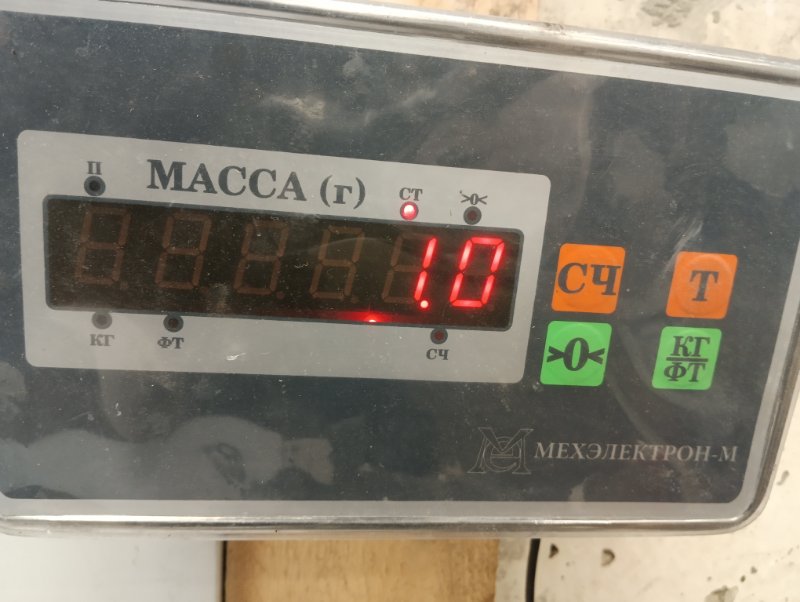 П
МАССА (г)
СТ
>0<
1.0
КГ
ФТ
СЧ
СЧ
Т
>0<
КГ
ФТ
МЕХЭЛЕКТРОН-М